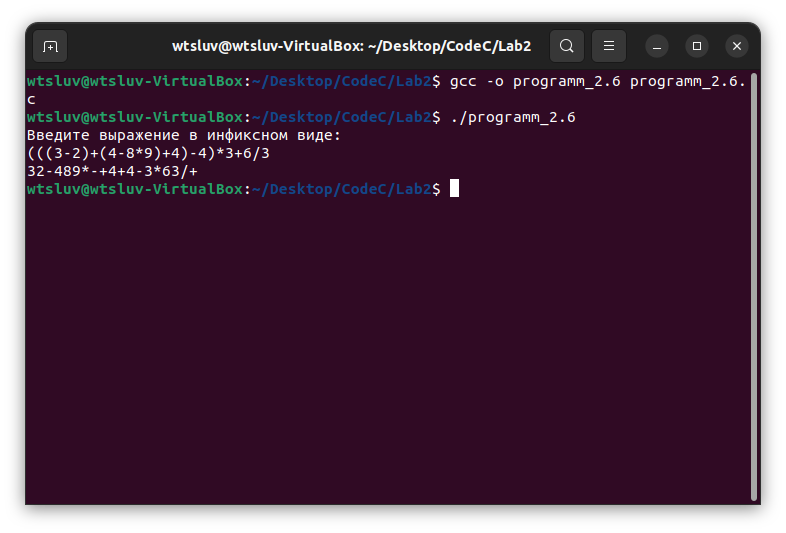 wtsluv@wtsluv-VirtualBox: ~/Desktop/CodeC/Lab2
wtsluv@wtsluv-VirtualBox:~/Desktop/CodeC/Lab2$ gcc -o programm_2.6 programm_2.6.
c
wtsluv@wtsluv-VirtualBox:~/Desktop/CodeC/Lab2$ ./programm_2.6
Введите выражение в инфиксном виде:
(((3-2)+(4-8*9)+4)-4)*3+6/3
32-489*-+4+4-3*63/+
wtsluv@wtsluv-VirtualBox:~/Desktop/CodeC/Lab2$